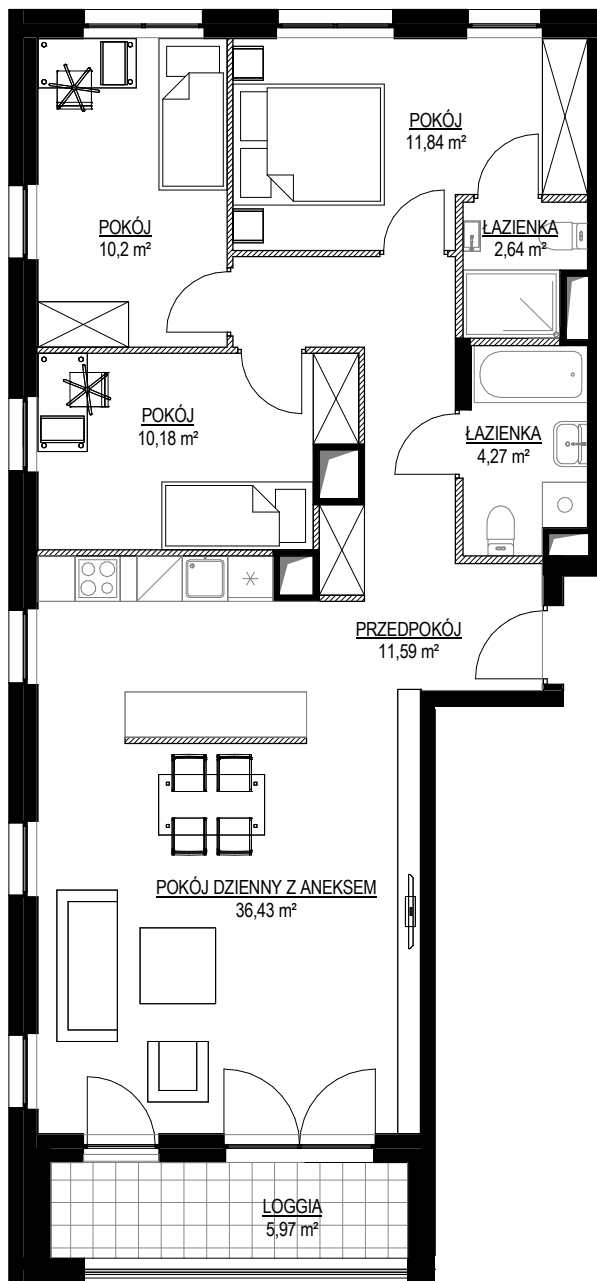 POKÓJ
11,84 m²
POKÓJ
10,2 m²
ŁAZIENKA
2,64 m²
POKÓJ
10,18 m²
ŁAZIENKA
4,27 m²
PRZEDPOKÓJ
11,59 m²
POKÓJ DZIENNY Z ANEKSEM
36,43 m²
LOGGIA
5,97 m²